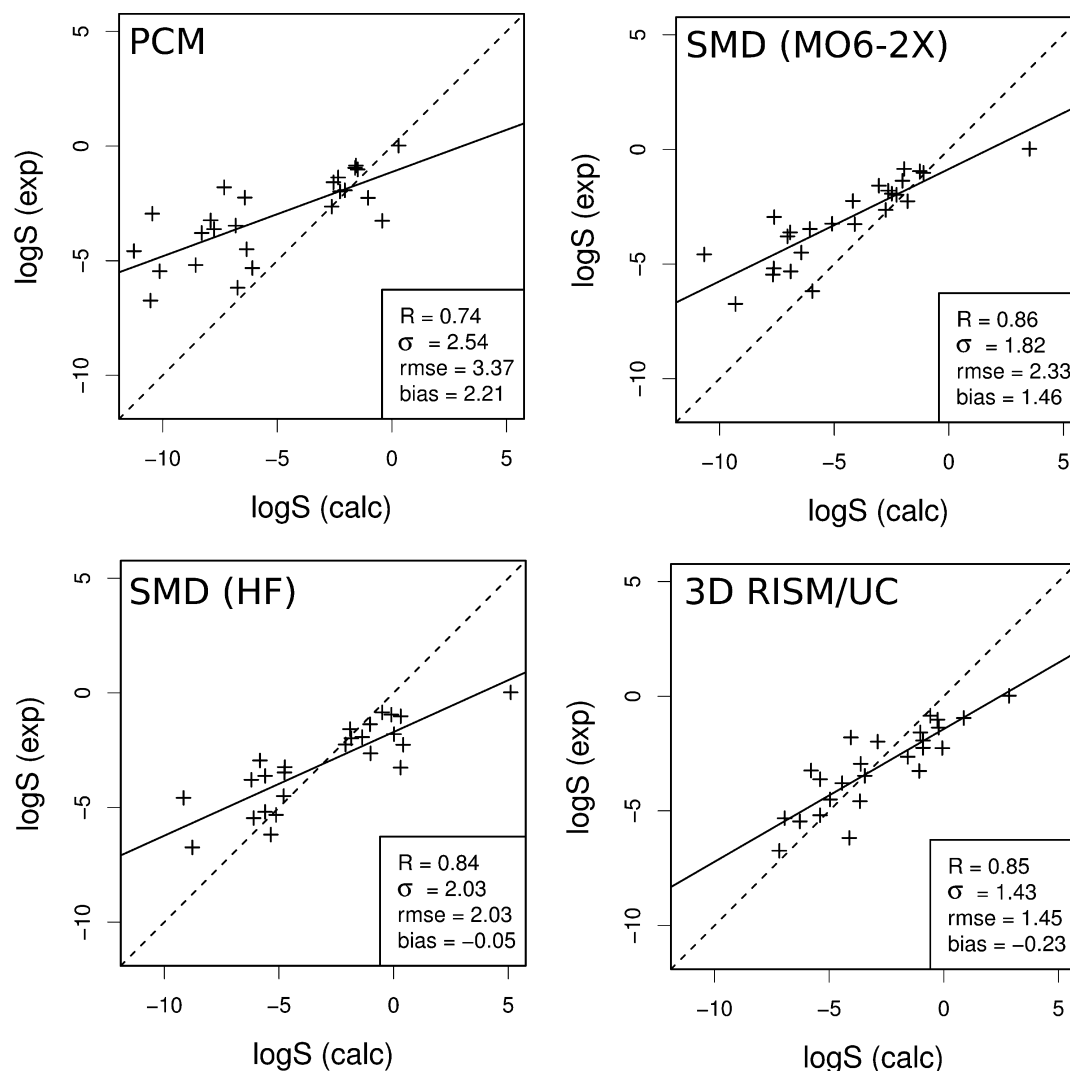 PCM
5
0
−5
−10
logS (exp)
R = 0.74
σ = 2.54
rmse = 3.37
bias = 2.21
−10 −5 0 5
logS (calc)
SMD (MO6-2X)
5
0
−5
−10
logS (exp)
R = 0.86
σ = 1.82
rmse = 2.33
bias = 1.46
−10 −5 0 5
logS (calc)
SMD (HF)
5
0
−5
−10
logS (exp)
R = 0.84
σ = 2.03
rmse = 2.03
bias = −0.05
−10 −5 0 5
logS (calc)
3D RISM/UC
5
0
−5
−10
logS (exp)
R = 0.85
σ = 1.43
rmse = 1.45
bias = −0.23
−10 −5 0 5
logS (calc)